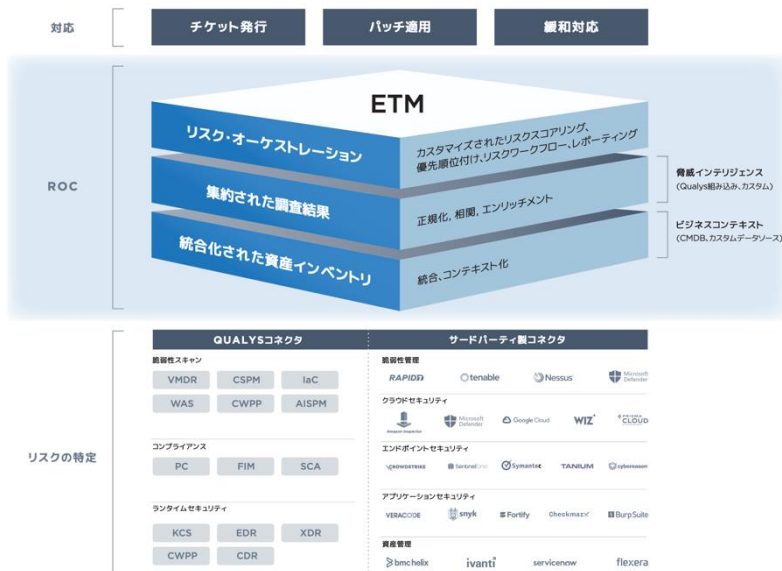 対応
チケット発行
パッチ適用
緩和対応
ROC
ETM
リスク・オーケストレーション
カスタマイズされたリスクスコアリング、
優先順位付け、リスクワークフロー、レポーティング
集約された調査結果
正規化, 相関, エンリッチメント
統合化された資産インベントリ
統合、コンテキスト化
脅威インテリジェンス
(Qualys組み込み、カスタム)
ビジネスコンテキスト
(CMDB、カスタムデータソース)
リスクの特定
QUALYSコネクタ
脆弱性スキャン
VMDR CSPM IaC
WAS CWPP AISPM
コンプライアンス
PC FIM SCA
ランタイムセキュリティ
KCS EDR XDR
CWPP CDR
サードパーティ製コネクタ
脆弱性管理
RAPID7 tenable Nessus Microsoft Defender
クラウドセキュリティ
Amazon Inspector Microsoft Defender Google Cloud WIZ PRISMA CLOUD
エンドポイントセキュリティ
CROWDSTRIKE SentinelOne Symantec TANIUM cybereason
アプリケーションセキュリティ
VERACODE snyk Fortify Checkmarx BurpSuite
資産管理
bmc helix ivanti servicenow flexera